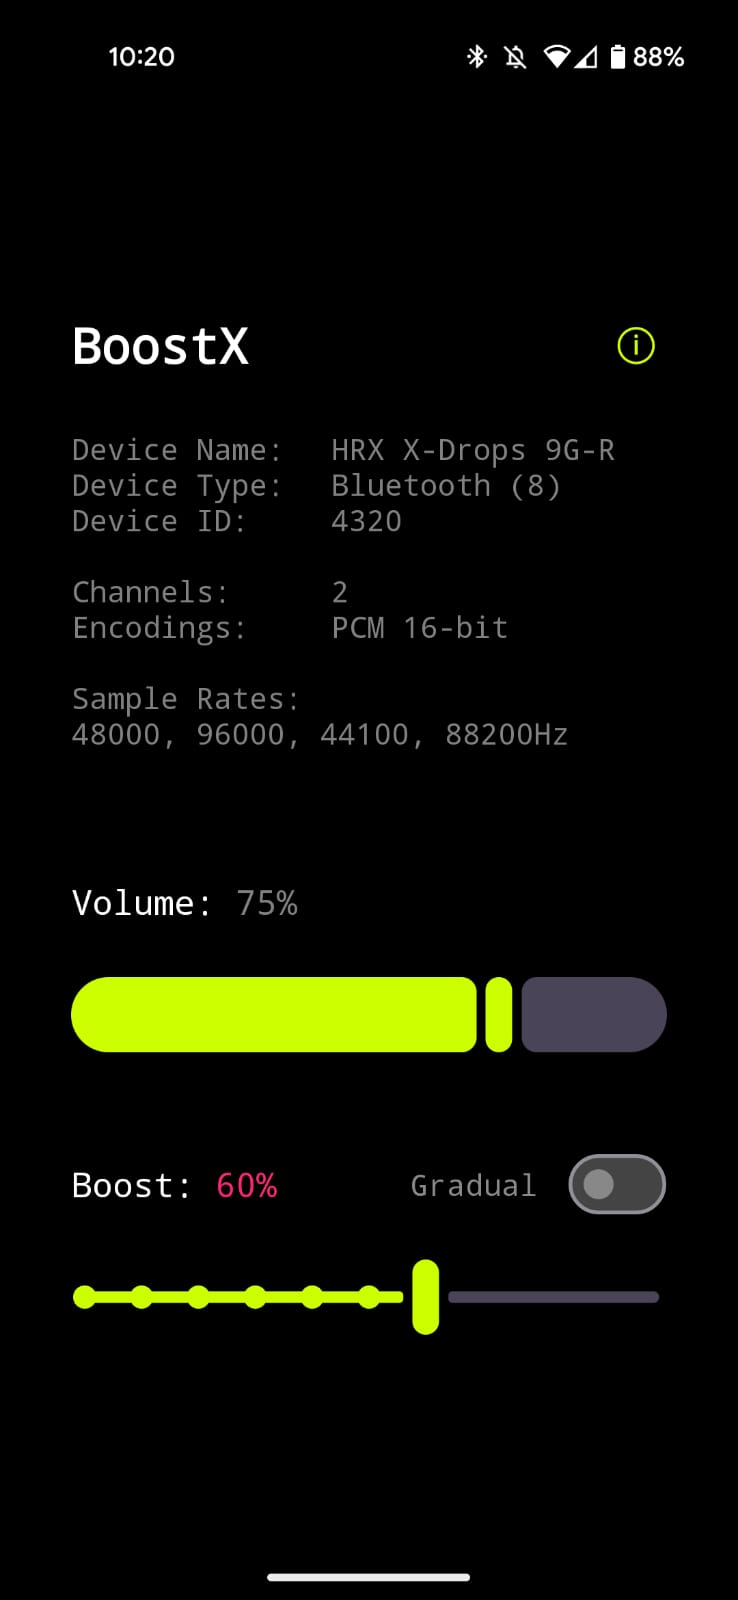 10:20 88%
BoostX
Device Name: HRX X-Drops 9G-R
Device Type: Bluetooth (8)
Device ID: 4320
Channels: 2
Encodings: PCM 16-bit
Sample Rates:
48000, 96000, 44100, 88200Hz
Volume: 75%
Boost: 60% Gradual